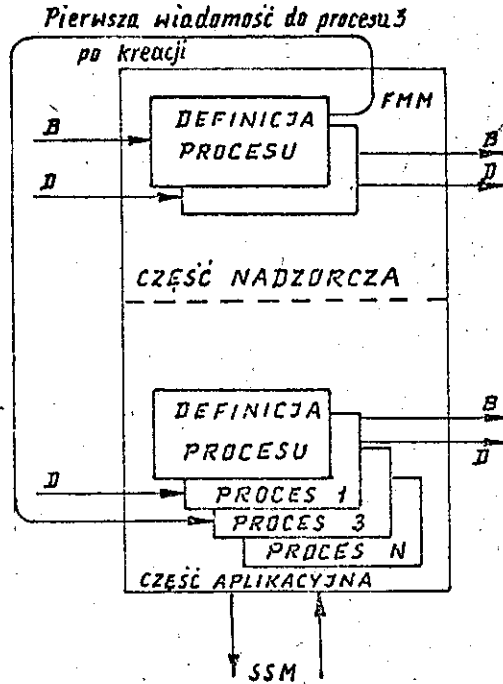 Pierwsza wiadomość do procesu 3
po kreacji
FMM
DEFINICJA
PROCESU
B
D
B
D
CZĘŚĆ NADZORCZA
DEFINICJA
PROCESU
B
D
D
PROCES 1
PROCES 3
PROCES N
CZĘŚĆ APLIKACYJNA
SSM